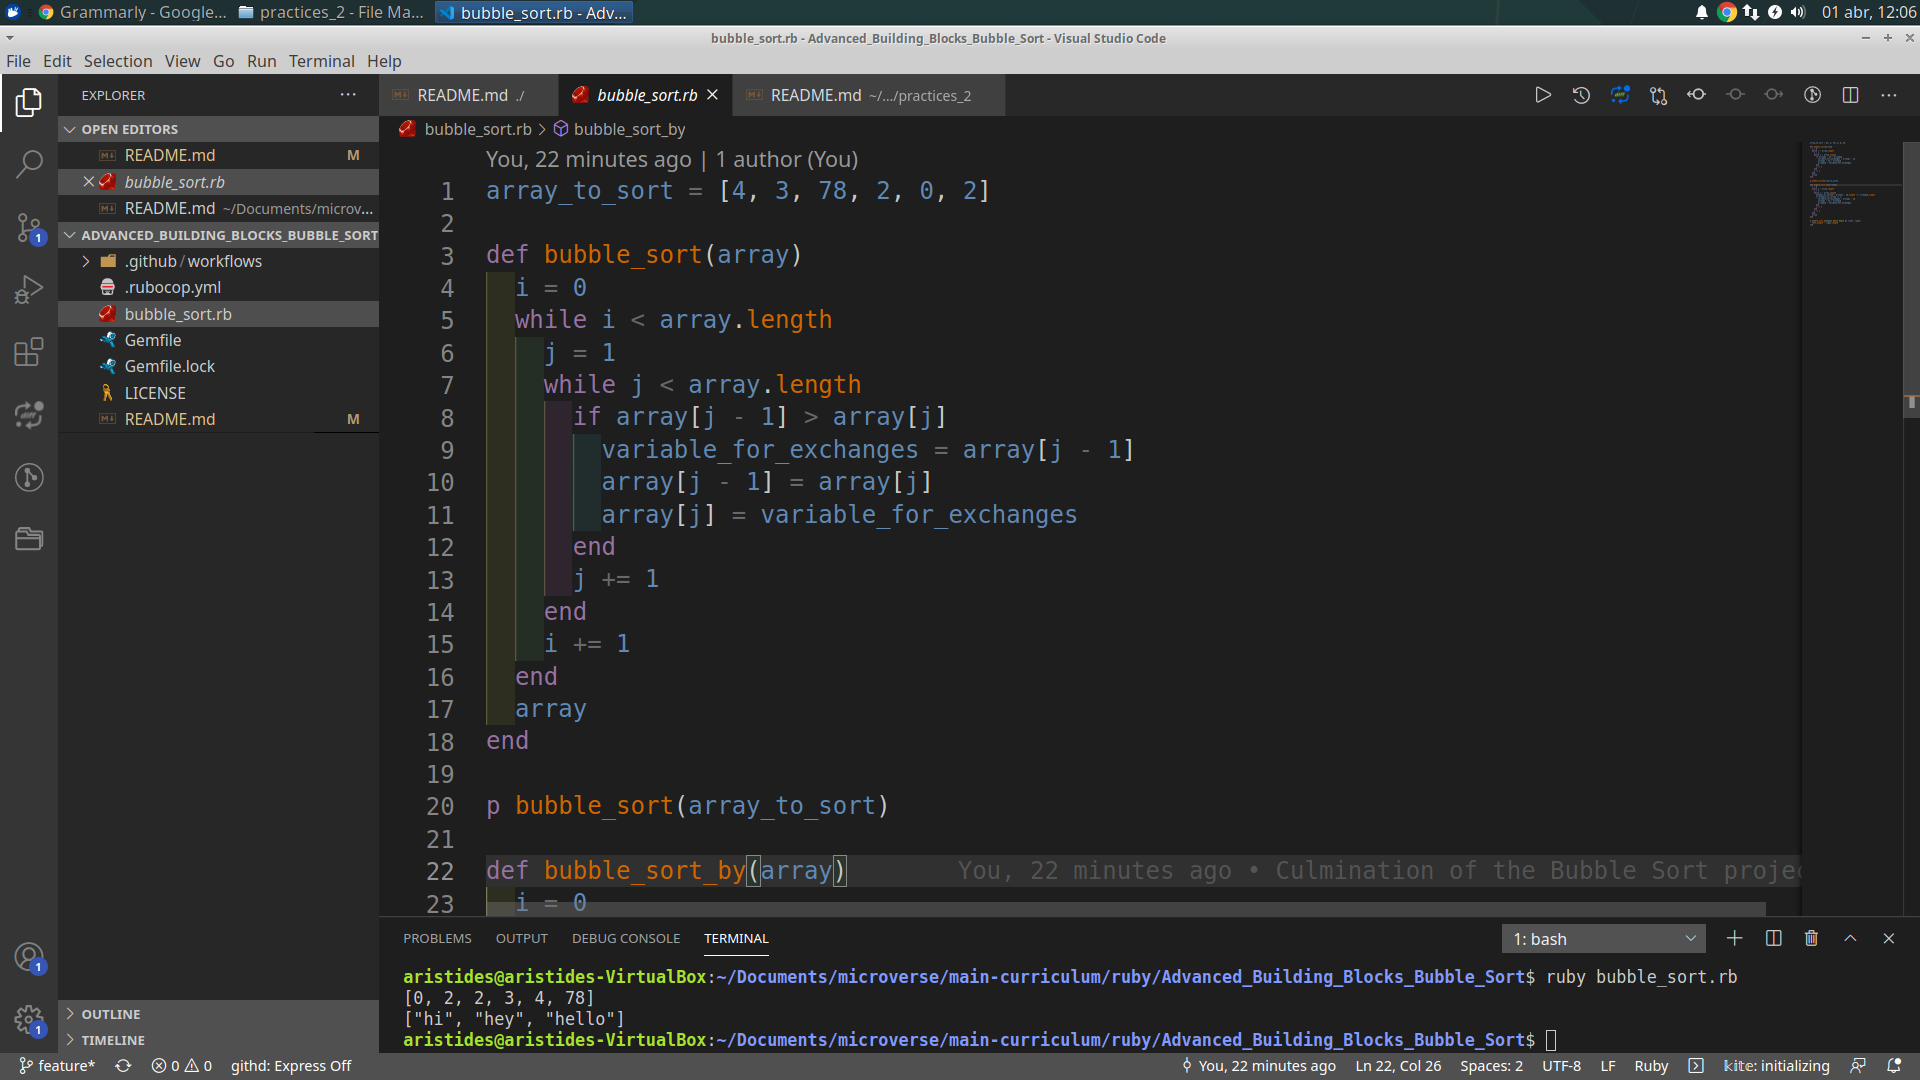 Grammarly - Google...
practices_2 - File Ma...
bubble_sort.rb - Adv...
01 abr, 12:06
bubble_sort.rb - Advanced_Building_Blocks_Bubble_Sort - Visual Studio Code
File Edit Selection View Go Run Terminal Help
EXPLORER
OPEN EDITORS
README.md M
bubble_sort.rb
README.md ~/Documents/microv...
ADVANCED_BUILDING_BLOCKS_BUBBLE_SORT
.github/workflows
.rubocop.yml
bubble_sort.rb
Gemfile
Gemfile.lock
LICENSE
README.md M
OUTLINE
TIMELINE
1
1
1
README.md ./
bubble_sort.rb
README.md ~/.../practices_2
bubble_sort.rb > bubble_sort_by
You, 22 minutes ago | 1 author (You)
1 array_to_sort = [4, 3, 78, 2, 0, 2]
2
3 def bubble_sort(array)
4 i = 0
5 while i < array.length
6 j = 1
7 while j < array.length
8 if array[j - 1] > array[j]
9 variable_for_exchanges = array[j - 1]
10 array[j - 1] = array[j]
11 array[j] = variable_for_exchanges
12 end
13 j += 1
14 end
15 i += 1
16 end
17 array
18 end
19
20 p bubble_sort(array_to_sort)
21
22 def bubble_sort_by(array) You, 22 minutes ago • Culmination of the Bubble Sort projec
23 i = 0
PROBLEMS OUTPUT DEBUG CONSOLE TERMINAL
1: bash
aristides@aristides-VirtualBox:~/Documents/microverse/main-curriculum/ruby/Advanced_Building_Blocks_Bubble_Sort$ ruby bubble_sort.rb
[0, 2, 2, 3, 4, 78]
["hi", "hey", "hello"]
aristides@aristides-VirtualBox:~/Documents/microverse/main-curriculum/ruby/Advanced_Building_Blocks_Bubble_Sort$
feature* 0 0 githd: Express Off You, 22 minutes ago Ln 22, Col 26 Spaces: 2 UTF-8 LF Ruby kite: initializing